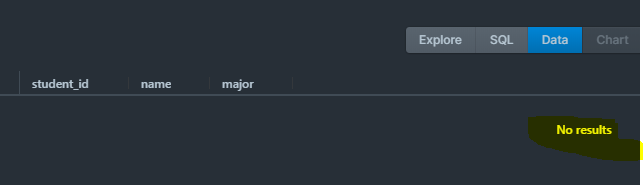 Explore SQL Data Chart
student_id name major
No results